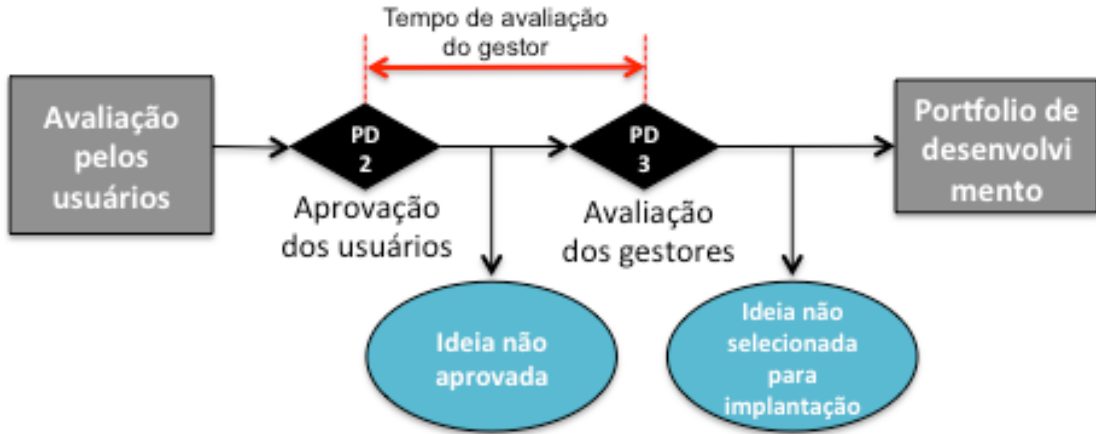 Tempo de avaliação
do gestor
Avaliação
pelos
usuários
PD
2
Aprovação
dos usuários
PD
3
Avaliação
dos gestores
Portfolio de
desenvolvi
mento
Ideia não
aprovada
Ideia não
selecionada
para
implantação